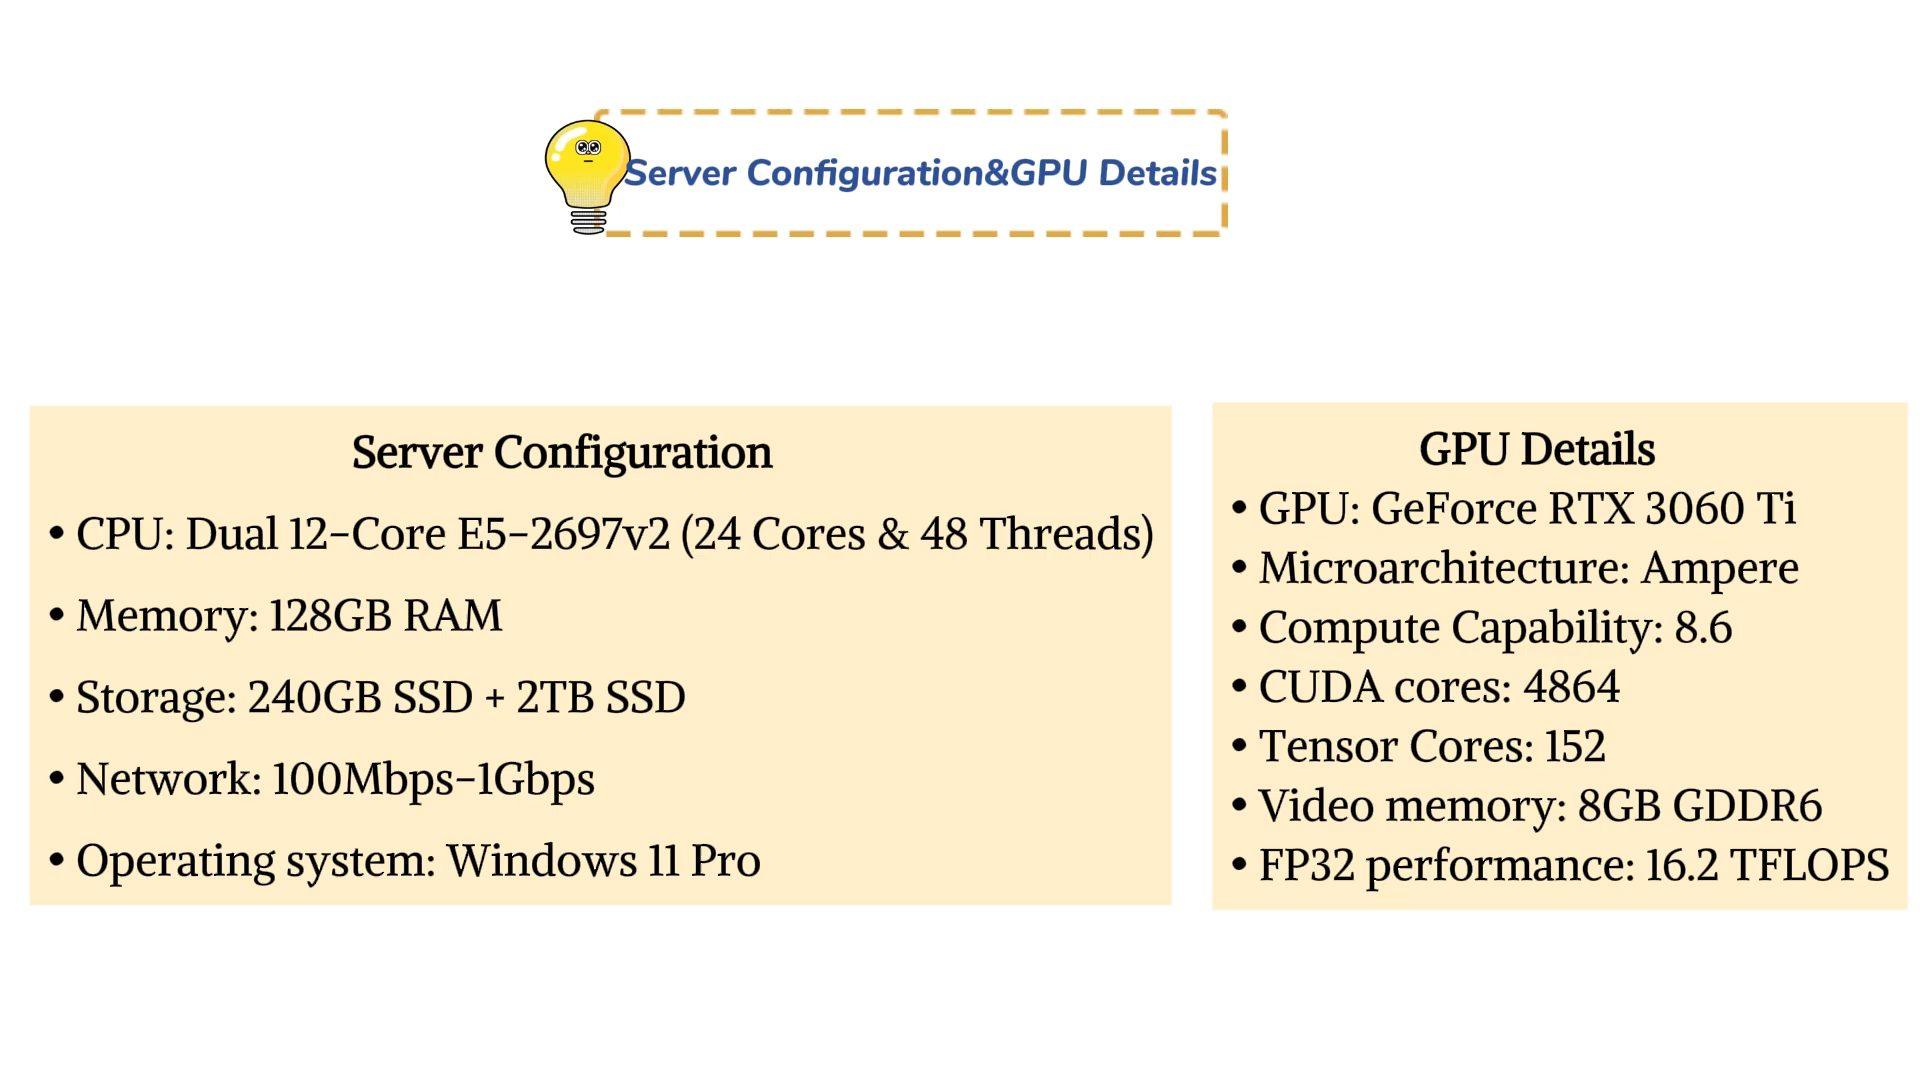 Server Configuration&GPU Details
Server Configuration
• CPU: Dual 12-Core E5-2697v2 (24 Cores & 48 Threads)
• Memory: 128GB RAM
• Storage: 240GB SSD + 2TB SSD
• Network: 100Mbps-1Gbps
• Operating system: Windows 11 Pro
GPU Details
• GPU: GeForce RTX 3060 Ti
• Microarchitecture: Ampere
• Compute Capability: 8.6
• CUDA cores: 4864
• Tensor Cores: 152
• Video memory: 8GB GDDR6
• FP32 performance: 16.2 TFLOPS